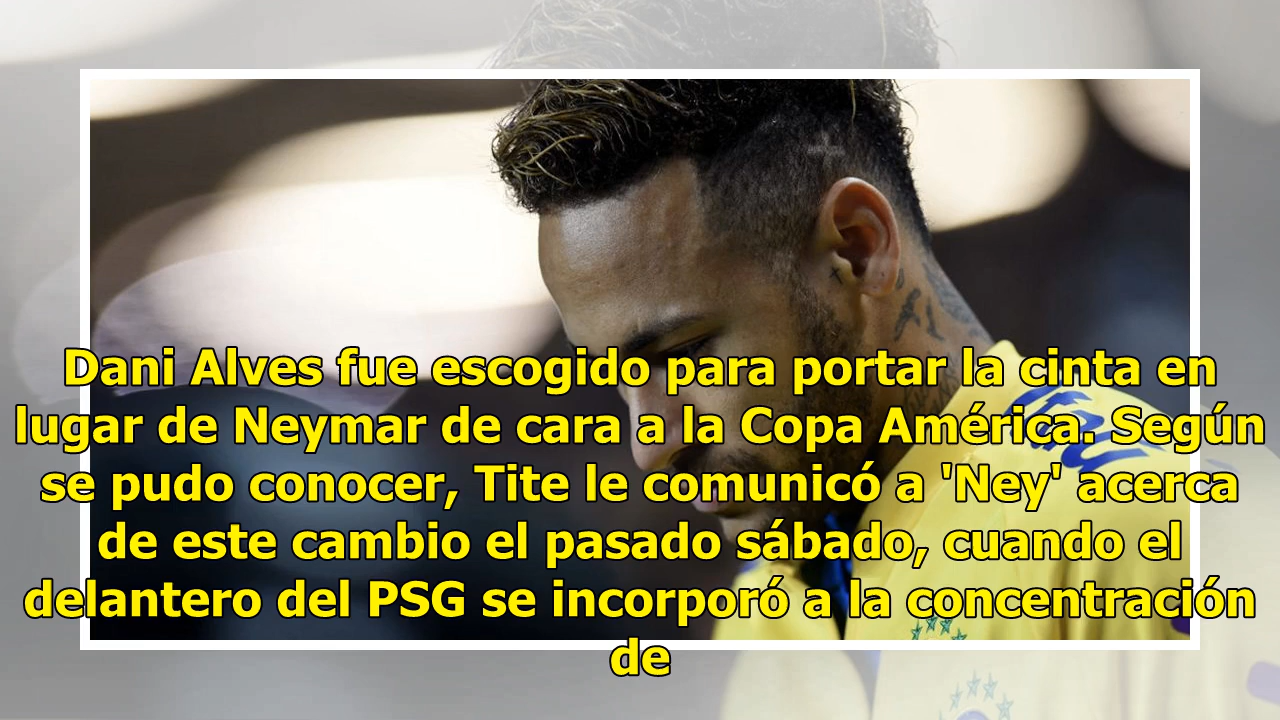 Dani Alves fue escogido para portar la cinta en
lugar de Neymar de cara a la Copa América. Según
se pudo conocer, Tite le comunicó a 'Ney' acerca
de este cambio el pasado sábado, cuando el
delantero del PSG se incorporó a la concentración
de